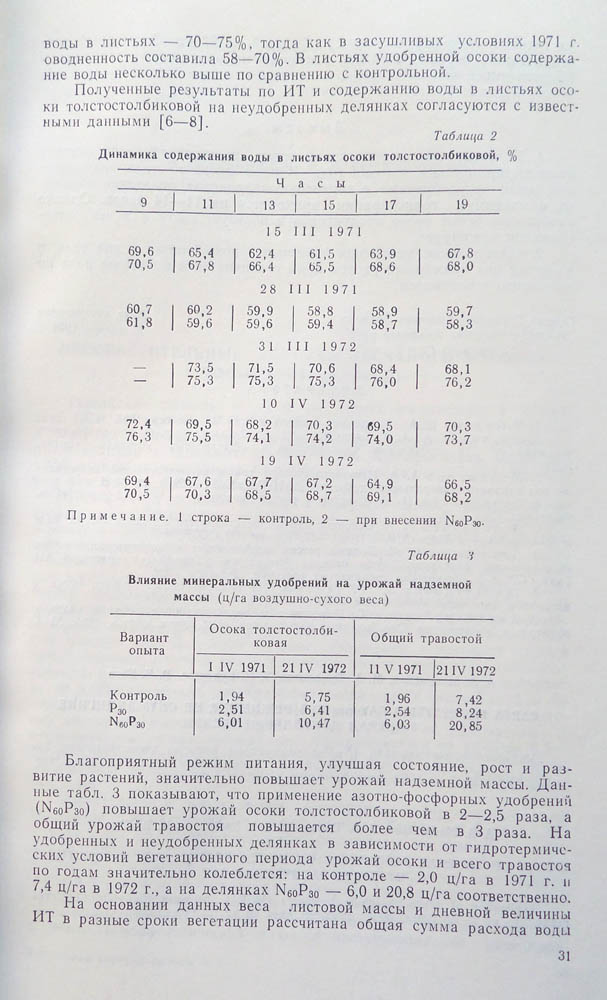 воды в листьях — 70—75%, тогда как в засушливых условиях 1971 г.
оводненность составила 58—70%. В листьях удобренной осоки содержа-
ние воды несколько выше по сравнению с контрольной.
Полученные результаты по ИТ и содержанию воды в листьях осо-
ки толстостолбиковой на неудобренных делянках согласуются с извест-
ными данными [6—8].
Таблица 2
Динамика содержания воды в листьях осоки толстостолбиковой, %
Часы
9 | 11 | 13 | 15 | 17 | 19
15 III 1971
69,6 | 65,4 | 62,4 | 61,5 | 63,9 | 67,8
70,5 | 67,8 | 66,4 | 65,5 | 68,6 | 68,0
28 III 1971
60,7 | 60,2 | 59,9 | 58,8 | 58,9 | 59,7
61,8 | 59,6 | 59,6 | 59,4 | 58,7 | 58,3
31 III 1972
— | 73,5 | 71,5 | 70,6 | 68,4 | 68,1
— | 75,3 | 75,3 | 75,3 | 76,0 | 76,2
10 IV 1972
72,4 | 69,5 | 68,2 | 70,3 | 69,5 | 70,3
76,3 | 75,5 | 74,1 | 74,2 | 74,0 | 73,7
19 IV 1972
69,4 | 67,6 | 67,7 | 67,2 | 64,9 | 66,5
70,5 | 70,3 | 68,5 | 68,7 | 69,1 | 68,2
Примечание. 1 строка — контроль, 2 — при внесении N₆₀P₃₀.
Таблица 3
Влияние минеральных удобрений на урожай надземной
массы (ц/га воздушно-сухого веса)
Вариант опыта | Осока толстостолби-ковая | Общий травостой
1 IV 1971 | 21 IV 1972 | 11 V 1971 | 21 IV 1972
Контроль | 1,94 | 5,75 | 1,96 | 7,42
P₃₀ | 2,51 | 6,41 | 2,54 | 8,24
N₆₀P₃₀ | 6,01 | 10,47 | 6,03 | 20,85
Благоприятный режим питания, улучшая состояние, рост и раз-
витие растений, значительно повышает урожай надземной массы. Дан-
ные табл. 3 показывают, что применение азотно-фосфорных удобрений
(N₆₀P₃₀) повышает урожай осоки толстостолбиковой в 2—2,5 раза, а
общий урожай травостоя повышается более чем в 3 раза. На
удобренных и неудобренных делянках в зависимости от гидротермиче-
ских условий вегетационного периода урожай осоки и всего травостоя
по годам значительно колеблется: на контроле — 2,0 ц/га в 1971 г. и
7,4 ц/га в 1972 г., а на делянках N₆₀P₃₀ — 6,0 и 20,8 ц/га соответственно.
На основании данных веса листовой массы и дневной величины
ИТ в разные сроки вегетации рассчитана общая сумма расхода воды
31